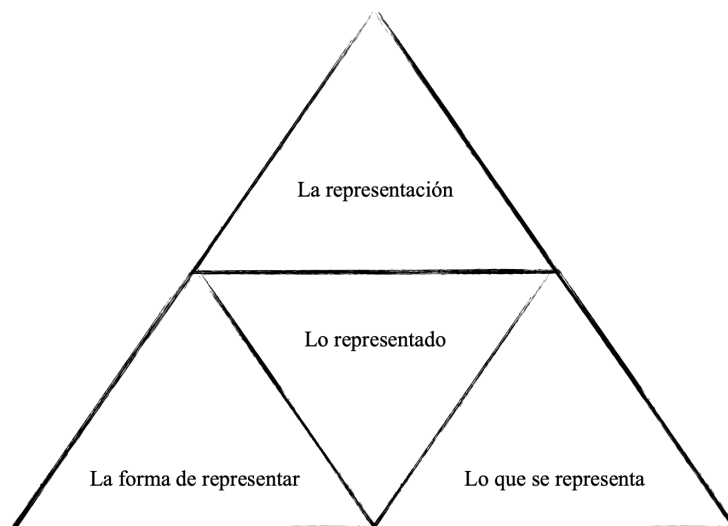 La representación
Lo representado
La forma de representar
Lo que se representa